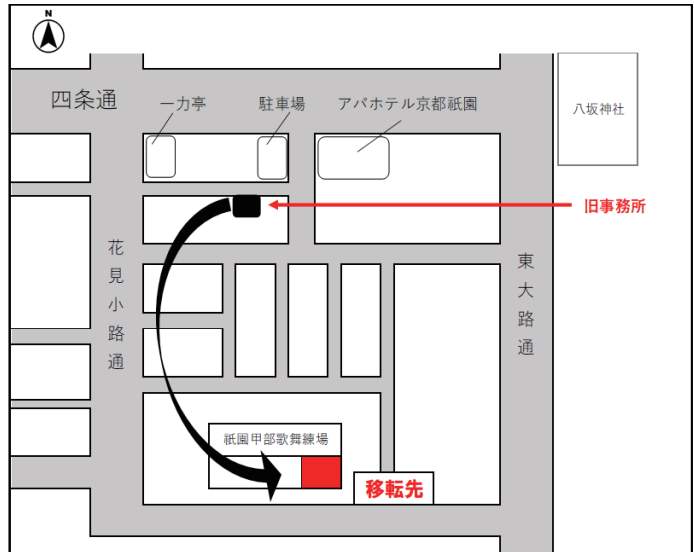 N
四条通
一力亭
駐車場
アパホテル京都祇園
八坂神社
旧事務所
花見小路通
東大路通
祇園甲部歌舞練場
移転先